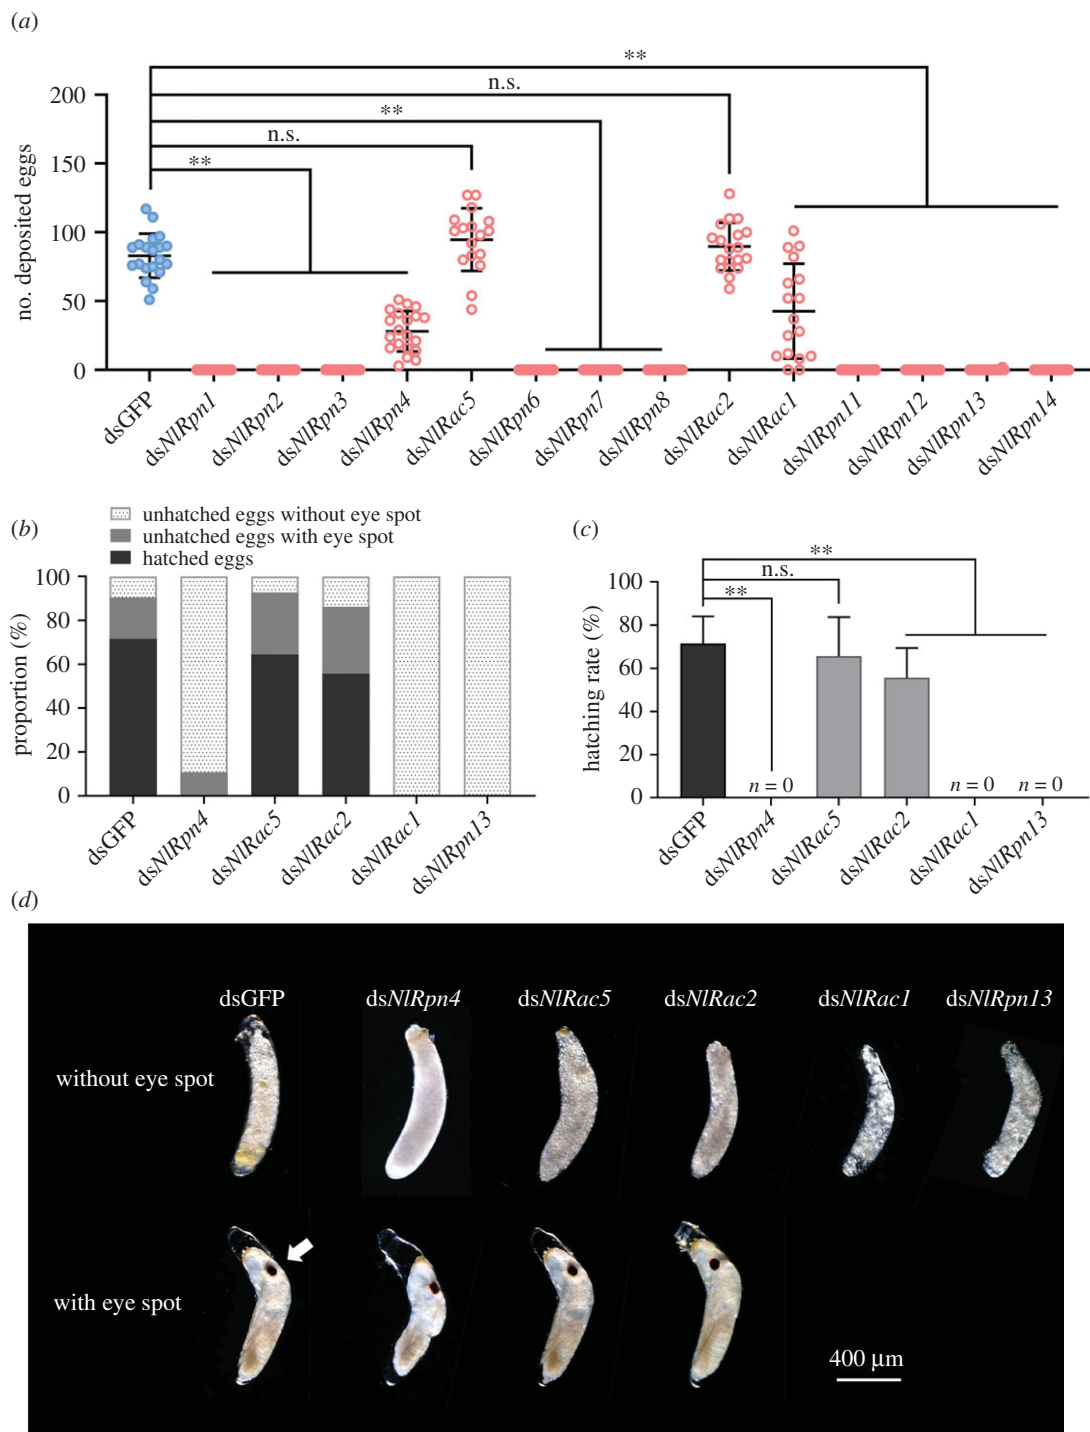 (a)
**
n.s.
**
n.s.
**
no. deposited eggs
200
150
100
50
0
dsGFP
dsNlRpn1
dsNlRpn2
dsNlRpn3
dsNlRpn4
dsNlRac5
dsNlRpn6
dsNlRpn7
dsNlRpn8
dsNlRac2
dsNlRac1
dsNlRpn11
dsNlRpn12
dsNlRpn13
dsNlRpn14
(b)
unhatched eggs without eye spot
unhatched eggs with eye spot
hatched eggs
proportion (%)
100
80
60
40
20
0
dsGFP
dsNlRpn4
dsNlRac5
dsNlRac2
dsNlRac1
dsNlRpn13
(c)
**
n.s.
**
hatching rate (%)
100
80
60
40
20
0
n = 0
n = 0
n = 0
dsGFP
dsNlRpn4
dsNlRac5
dsNlRac2
dsNlRac1
dsNlRpn13
(d)
dsGFP dsNlRpn4 dsNlRac5 dsNlRac2 dsNlRac1 dsNlRpn13
without eye spot
with eye spot
400 μm